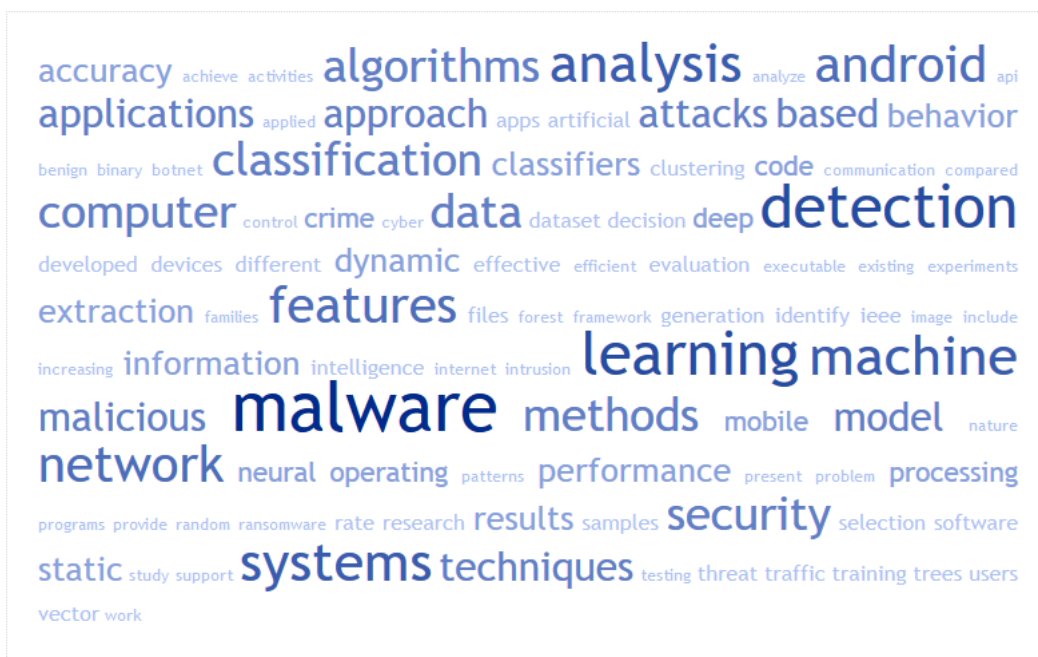 accuracy achieve activities algorithms analysis analyze android api
applications applied approach apps artificial attacks based behavior
benign binary botnet classification classifiers clustering code communication compared
computer control crime cyber data dataset decision deep detection
developed devices different dynamic effective efficient evaluation executable existing experiments
extraction families features files forest framework generation identify ieee image include
increasing information intelligence internet intrusion learning machine
malicious malware methods mobile model nature
network neural operating patterns performance present problem processing
programs provide random ransomware rate research results samples security selection software
static study support systems techniques testing threat traffic training trees users
vector work